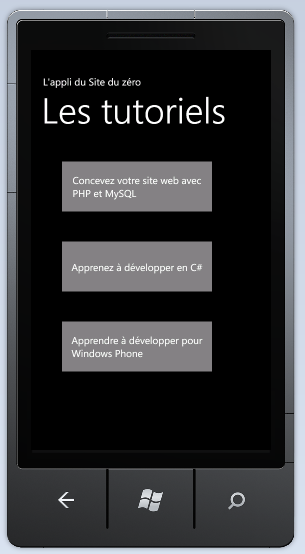 L'appli du Site du zéro
Les tutoriels
Concevez votre site web avec
PHP et MySQL
Apprenez à développer en C#
Apprendre à développer pour
Windows Phone